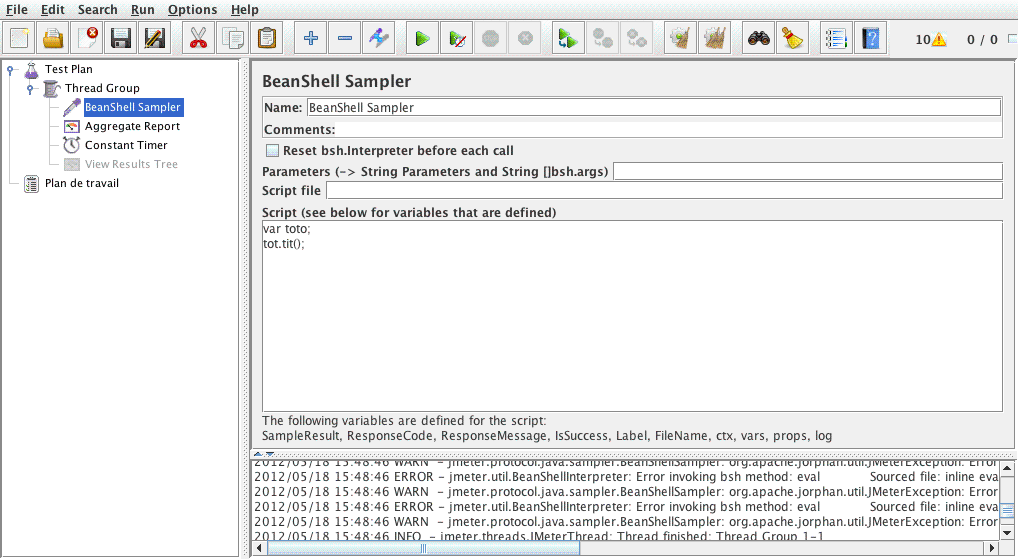 File Edit Search Run Options Help
10 0 / 0
Test Plan
Thread Group
BeanShell Sampler
Aggregate Report
Constant Timer
View Results Tree
Plan de travail
BeanShell Sampler
Name: BeanShell Sampler
Comments:
Reset bsh.Interpreter before each call
Parameters (-> String Parameters and String []bsh.args)
Script file
Script (see below for variables that are defined)
var toto;
tot.tit();
The following variables are defined for the script:
SampleResult, ResponseCode, ResponseMessage, IsSuccess, Label, FileName, ctx, vars, props, log
2012/05/18 15:48:46 WARN - jmeter.protocol.java.sampler.BeanShellSampler: org.apache.jorphan.util.JMeterException: Error
2012/05/18 15:48:46 ERROR - jmeter.util.BeanShellInterpreter: Error invoking bsh method: eval Sourced file: inline eva
2012/05/18 15:48:46 WARN - jmeter.protocol.java.sampler.BeanShellSampler: org.apache.jorphan.util.JMeterException: Error
2012/05/18 15:48:46 ERROR - jmeter.util.BeanShellInterpreter: Error invoking bsh method: eval Sourced file: inline eva
2012/05/18 15:48:46 WARN - jmeter.protocol.java.sampler.BeanShellSampler: org.apache.jorphan.util.JMeterException: Error
2012/05/18 15:48:46 INFO - jmeter.threads.JMeterThread: Thread finished: Thread Group 1-1